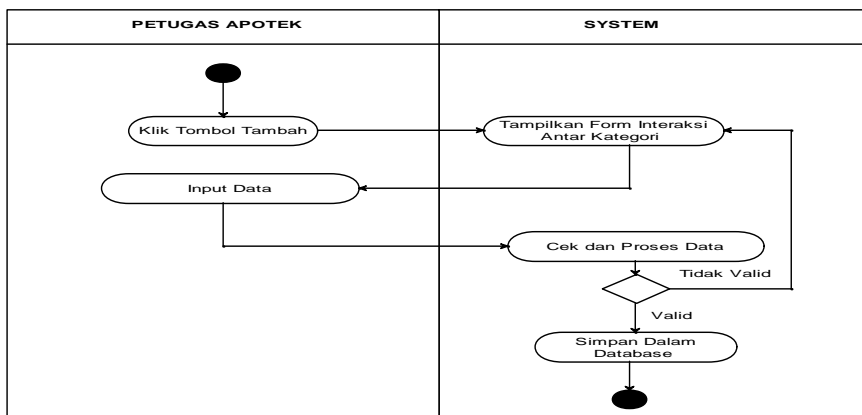 PETUGAS APOTEK
SYSTEM
Klik Tombol Tambah
Tampilkan Form Interaksi
Antar Kategori
Input Data
Cek dan Proses Data
Tidak Valid
Valid
Simpan Dalam
Database